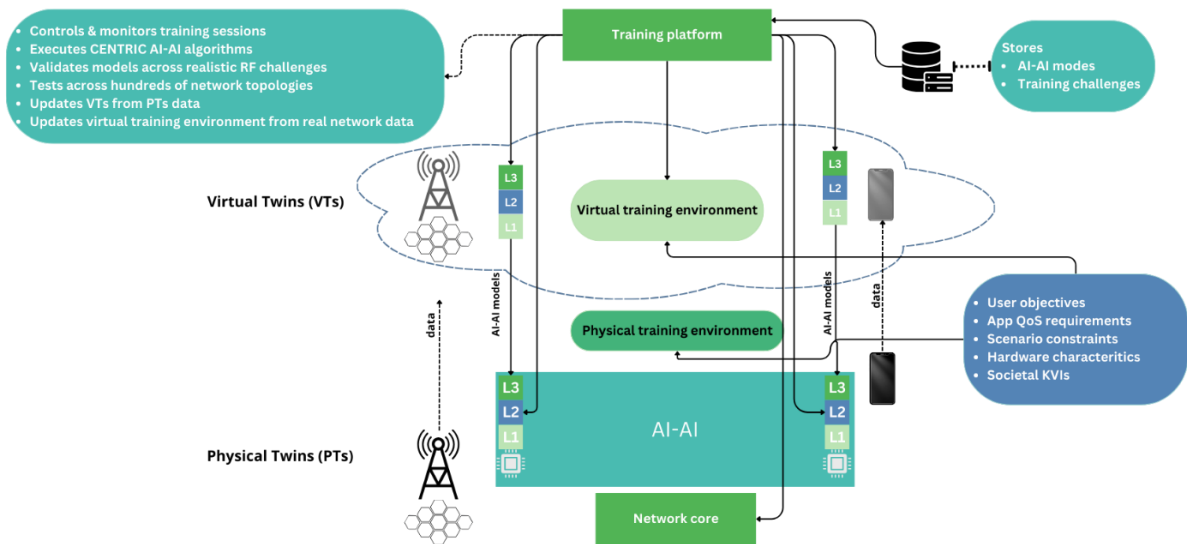 Controls & monitors training sessions
Executes CENTRIC AI-AI algorithms
Validates models across realistic RF challenges
Tests across hundreds of network topologies
Updates VTs from PTs data
Updates virtual training environment from real network data
Training platform
Stores
AI-AI modes
Training challenges
Virtual Twins (VTs)
L3
L2
L1
Virtual training environment
L3
L2
L1
data
AI-AI models
AI-AI models
data
Physical training environment
User objectives
App QoS requirements
Scenario constraints
Hardware characteritics
Societal KVIs
Physical Twins (PTs)
L3
L2
L1
AI-AI
L3
L2
L1
Network core